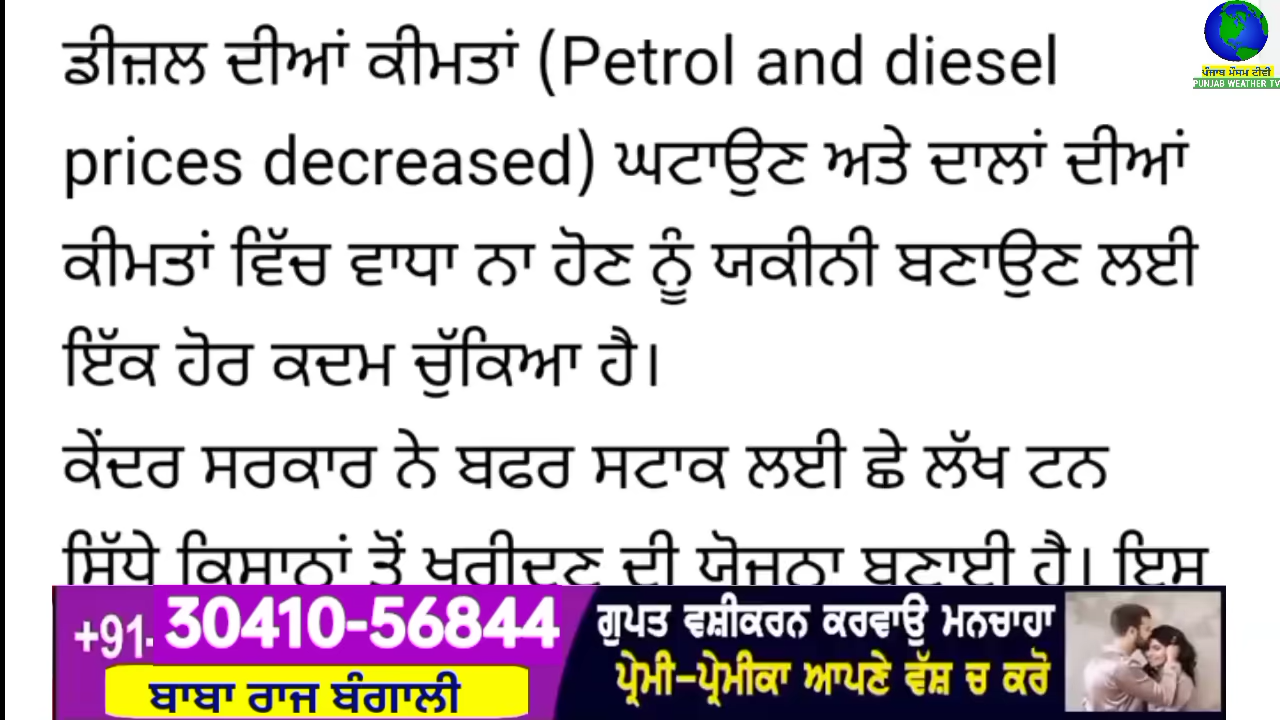 ਡੀਜ਼ਲ ਦੀਆਂ ਕੀਮਤਾਂ (Petrol and diesel
prices decreased) ਘਟਾਉਣ ਅਤੇ ਦਾਲਾਂ ਦੀਆਂ
ਕੀਮਤਾਂ ਵਿੱਚ ਵਾਧਾ ਨਾ ਹੋਣ ਨੂੰ ਯਕੀਨੀ ਬਣਾਉਣ ਲਈ
ਇੱਕ ਹੋਰ ਕਦਮ ਚੁੱਕਿਆ ਹੈ।
ਕੇਂਦਰ ਸਰਕਾਰ ਨੇ ਬਫਰ ਸਟਾਕ ਲਈ ਛੇ ਲੱਖ ਟਨ
ਸਿੱਧੇ ਕਿਸਾਨਾਂ ਤੋਂ ਖਰੀਦਣ ਦੀ ਯੋਜਨਾ ਬਣਾਈ ਹੈ। ਇਸ
ਪੰਜਾਬ ਮੌਸਮ ਟੀਵੀ
PUNJAB WEATHER TV
+91. 30410-56844
ਬਾਬਾ ਰਾਜ ਬੰਗਾਲੀ
ਗੁਪਤ ਵਸ਼ੀਕਰਨ ਕਰਵਾਉ ਮਨਚਾਹਾ
ਪ੍ਰੇਮੀ-ਪ੍ਰੇਮੀਕਾ ਆਪਣੇ ਵੱਸ਼ ਚ ਕਰੋ